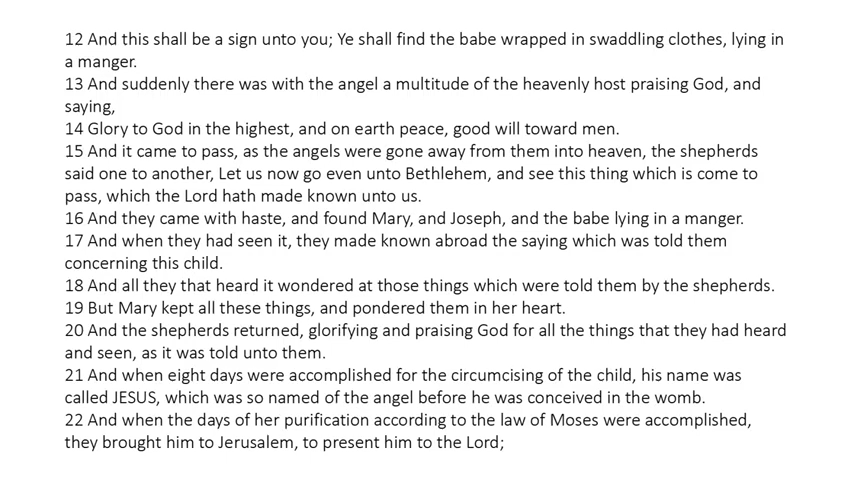 12 And this shall be a sign unto you; Ye shall find the babe wrapped in swaddling clothes, lying in
a manger.
13 And suddenly there was with the angel a multitude of the heavenly host praising God, and
saying,
14 Glory to God in the highest, and on earth peace, good will toward men.
15 And it came to pass, as the angels were gone away from them into heaven, the shepherds
said one to another, Let us now go even unto Bethlehem, and see this thing which is come to
pass, which the Lord hath made known unto us.
16 And they came with haste, and found Mary, and Joseph, and the babe lying in a manger.
17 And when they had seen it, they made known abroad the saying which was told them
concerning this child.
18 And all they that heard it wondered at those things which were told them by the shepherds.
19 But Mary kept all these things, and pondered them in her heart.
20 And the shepherds returned, glorifying and praising God for all the things that they had heard
and seen, as it was told unto them.
21 And when eight days were accomplished for the circumcising of the child, his name was
called JESUS, which was so named of the angel before he was conceived in the womb.
22 And when the days of her purification according to the law of Moses were accomplished,
they brought him to Jerusalem, to present him to the Lord;